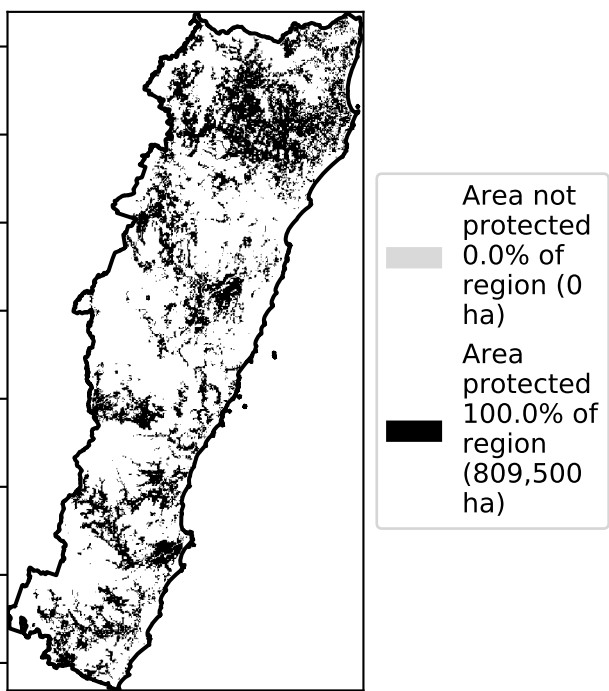 Area not
protected
0.0% of
region (0
ha)
Area
protected
100.0% of
region
(809,500
ha)